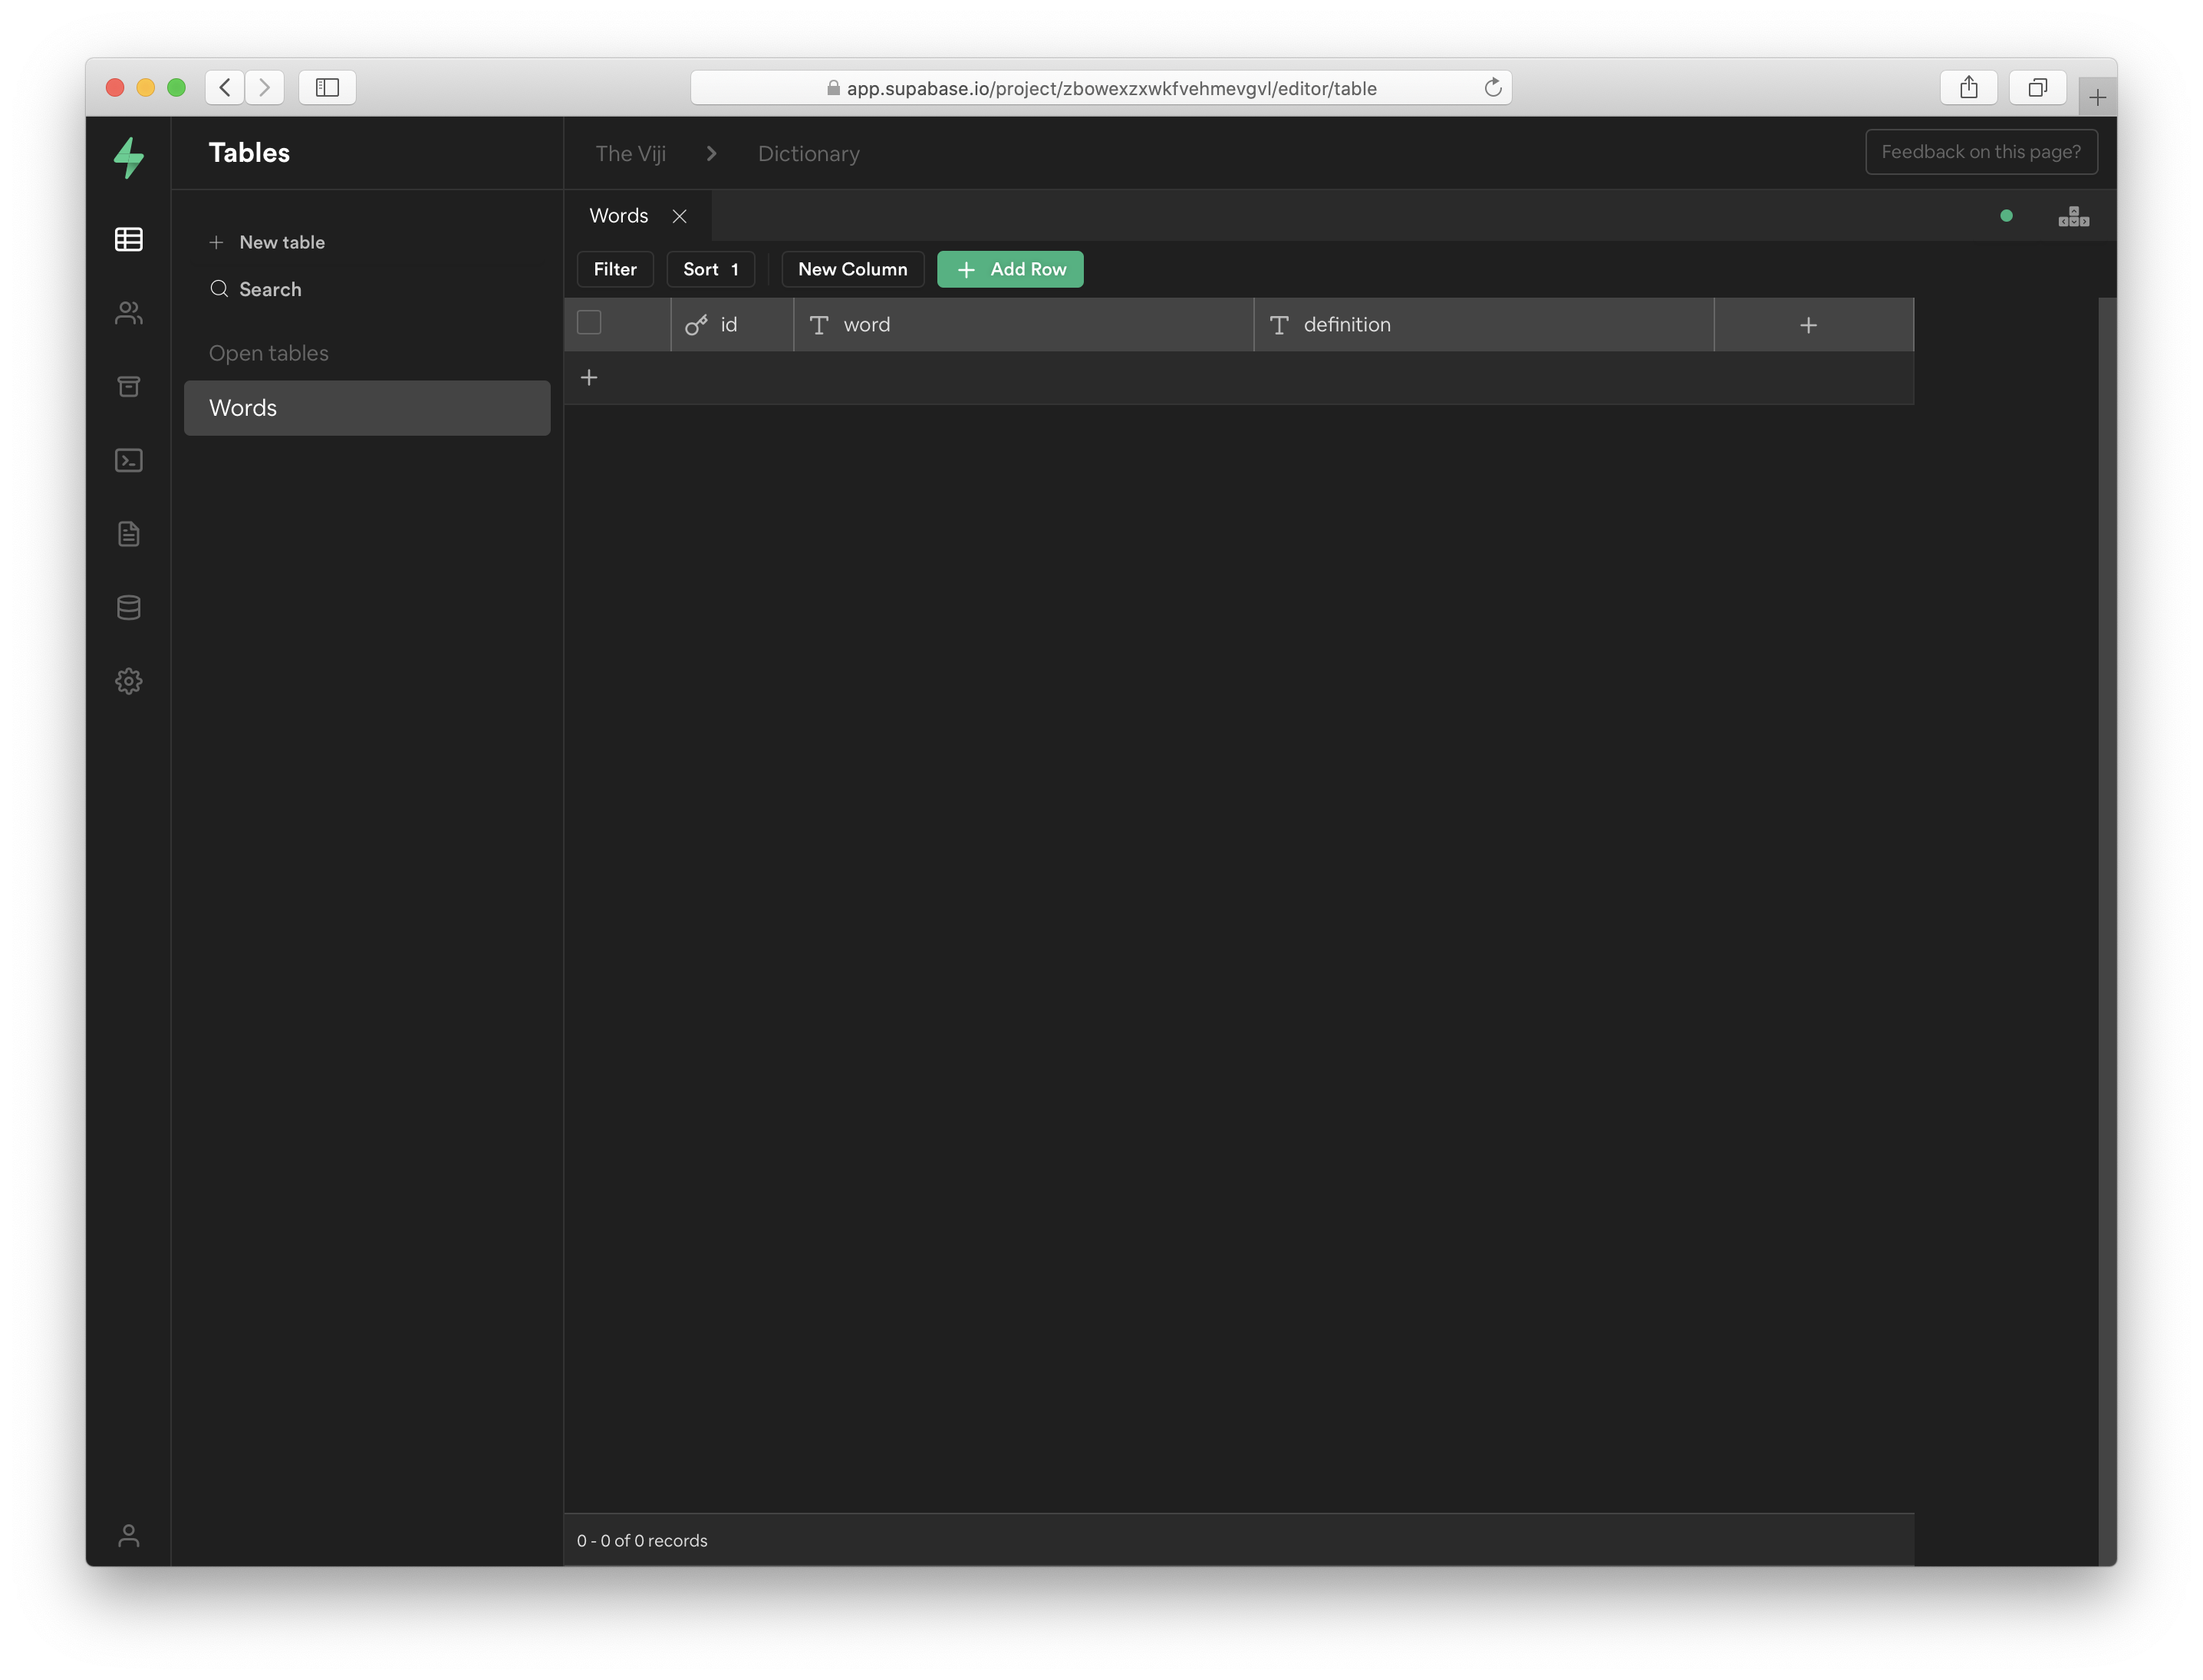 app.supabase.io/project/zbowexzxwkfvehmevgvl/editor/table
Tables
The Viji
Dictionary
Feedback on this page?
New table
Search
Open tables
Words
Words
Filter
Sort 1
New Column
Add Row
id
word
definition
0 - 0 of 0 records